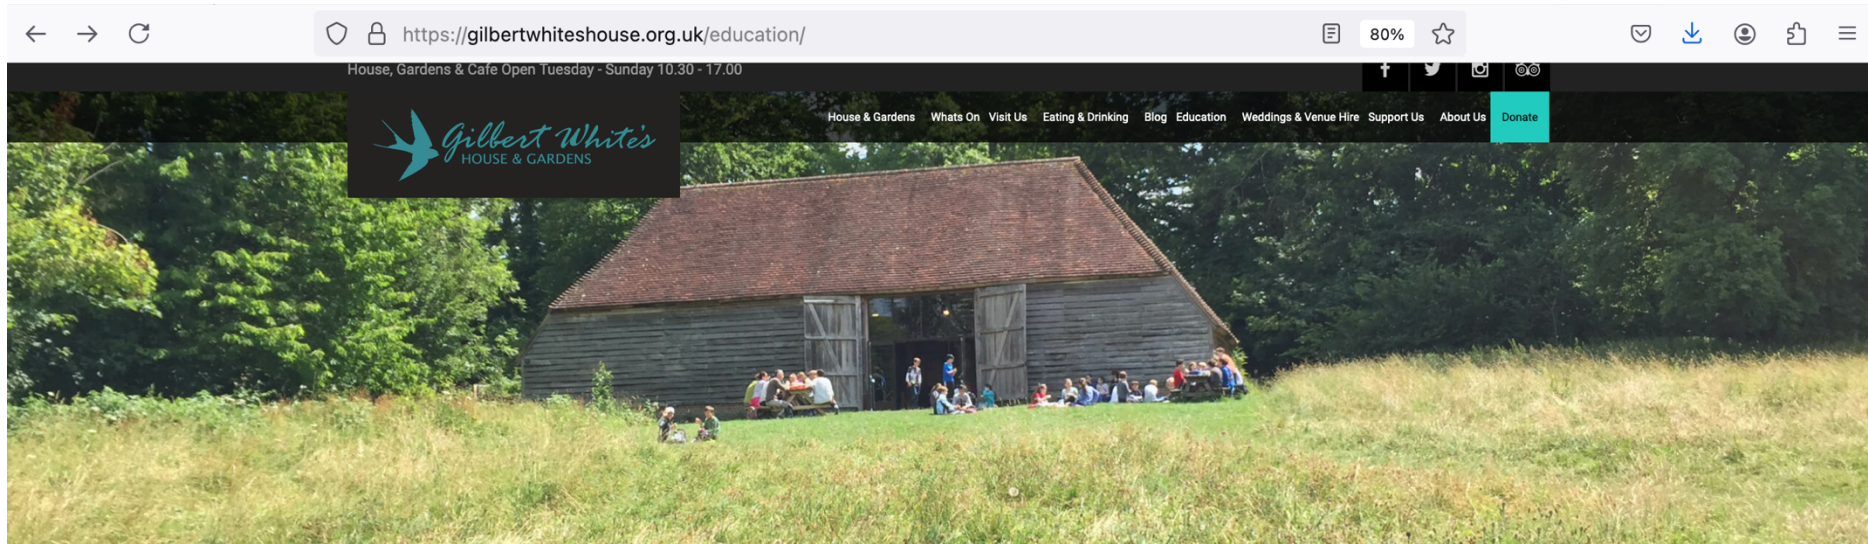 https://gilbertwhiteshouse.org.uk/education/ 80%
House, Gardens & Cafe Open Tuesday - Sunday 10.30 - 17.00
House & Gardens Whats On Visit Us Eating & Drinking Blog Education Weddings & Venue Hire Support Us About Us Donate
Gilbert White's
HOUSE & GARDENS